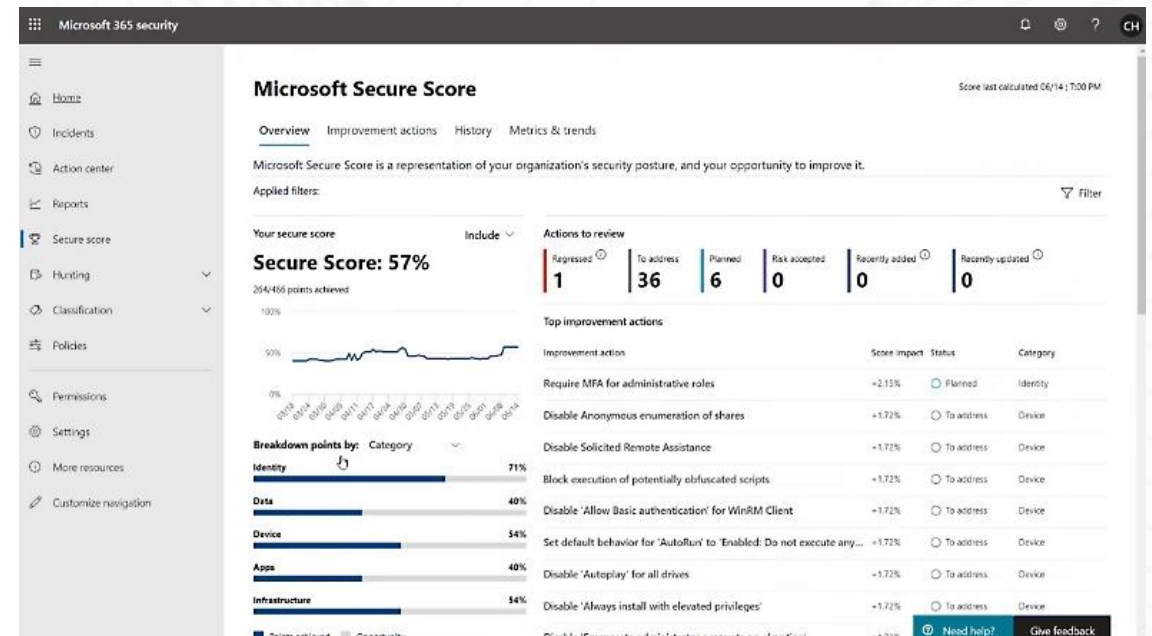 Microsoft 365 security
CH
Home
Incidents
Action center
Reports
Secure score
Hunting
Classification
Policies
Permissions
Settings
More resources
Customize navigation
Microsoft Secure Score
Score last calculated 06/14 ; 7:00 PM
Overview Improvement actions History Metrics & trends
Microsoft Secure Score is a representation of your organization's security posture, and your opportunity to improve it.
Applied filters:
Filter
Your secure score
Include
Secure Score: 57%
264/466 points achieved
100%
50%
0%
Breakdown points by: Category
Identity 71%
Data 40%
Device 54%
Apps 40%
Infrastructure 54%
Points achieved Opportunity
Actions to review
Regressed To address Planned Risk accepted Recently added Recently updated
1 36 6 0 0 0
Top improvement actions
Improvement action Score impact Status Category
Require MFA for administrative roles +2.15% Planned Identity
Disable Anonymous enumeration of shares +1.72% To address Device
Disable Solicited Remote Assistance +1.72% To address Device
Block execution of potentially obfuscated scripts +1.72% To address Device
Disable 'Allow Basic authentication' for WinRM Client +1.72% To address Device
Set default behavior for 'AutoRun' to 'Enabled: Do not execute any... +1.72% To address Device
Disable 'Autoplay' for all drives +1.72% To address Device
Disable 'Always install with elevated privileges' +1.72% To address Device
Need help?
Give feedback